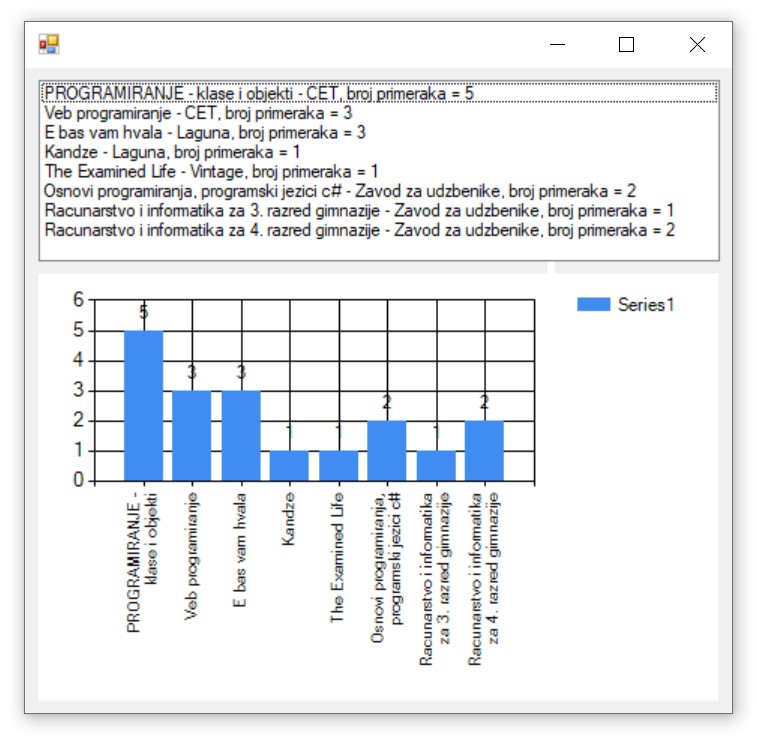 PROGRAMIRANJE - klase i objekti - CET, broj primeraka = 5
Veb programiranje - CET, broj primeraka = 3
E bas vam hvala - Laguna, broj primeraka = 3
Kandze - Laguna, broj primeraka = 1
The Examined Life - Vintage, broj primeraka = 1
Osnovi programiranja, programski jezici c# - Zavod za udzbenike, broj primeraka = 2
Racunarstvo i informatika za 3. razred gimnazije - Zavod za udzbenike, broj primeraka = 1
Racunarstvo i informatika za 4. razred gimnazije - Zavod za udzbenike, broj primeraka = 2
Series1
6
5
4
3
2
1
0
5
3
3
1
1
2
1
2
PROGRAMIRANJE -
klase i objekti
Veb programiranje
E bas vam hvala
Kandze
The Examined Life
Osnovi programiranja,
programski jezici c#
Racunarstvo i informatika
za 3. razred gimnazije
Racunarstvo i informatika
za 4. razred gimnazije